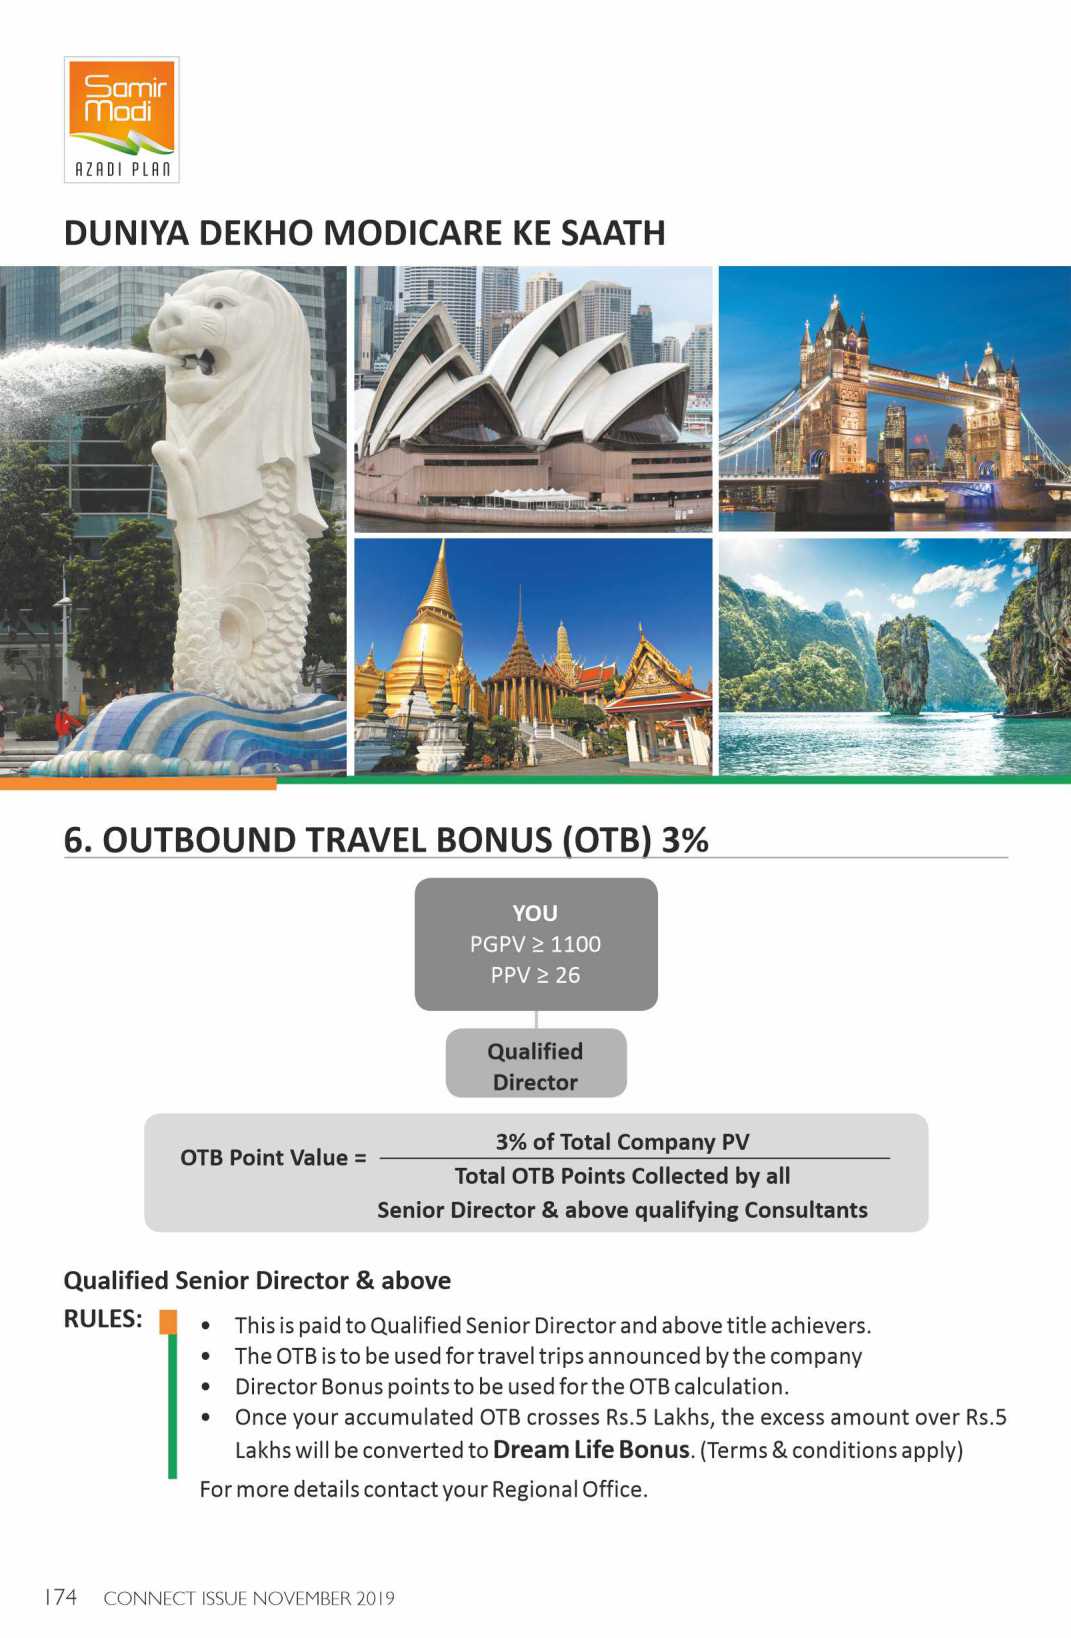 Samir
Modi
AZADI PLAN
DUNIYA DEKHO MODICARE KE SAATH
6. OUTBOUND TRAVEL BONUS (OTB) 3%
YOU
PGPV ≥ 1100
PPV ≥ 26
Qualified
Director
OTB Point Value =
3% of Total Company PV
Total OTB Points Collected by all
Senior Director & above qualifying Consultants
Qualified Senior Director & above
RULES:
• This is paid to Qualified Senior Director and above title achievers.
• The OTB is to be used for travel trips announced by the company
• Director Bonus points to be used for the OTB calculation.
• Once your accumulated OTB crosses Rs.5 Lakhs, the excess amount over Rs.5
Lakhs will be converted to Dream Life Bonus. (Terms & conditions apply)
For more details contact your Regional Office.
174 CONNECT ISSUE NOVEMBER 2019